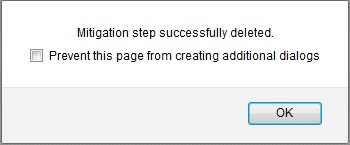 Mitigation step successfully deleted.
Prevent this page from creating additional dialogs
OK